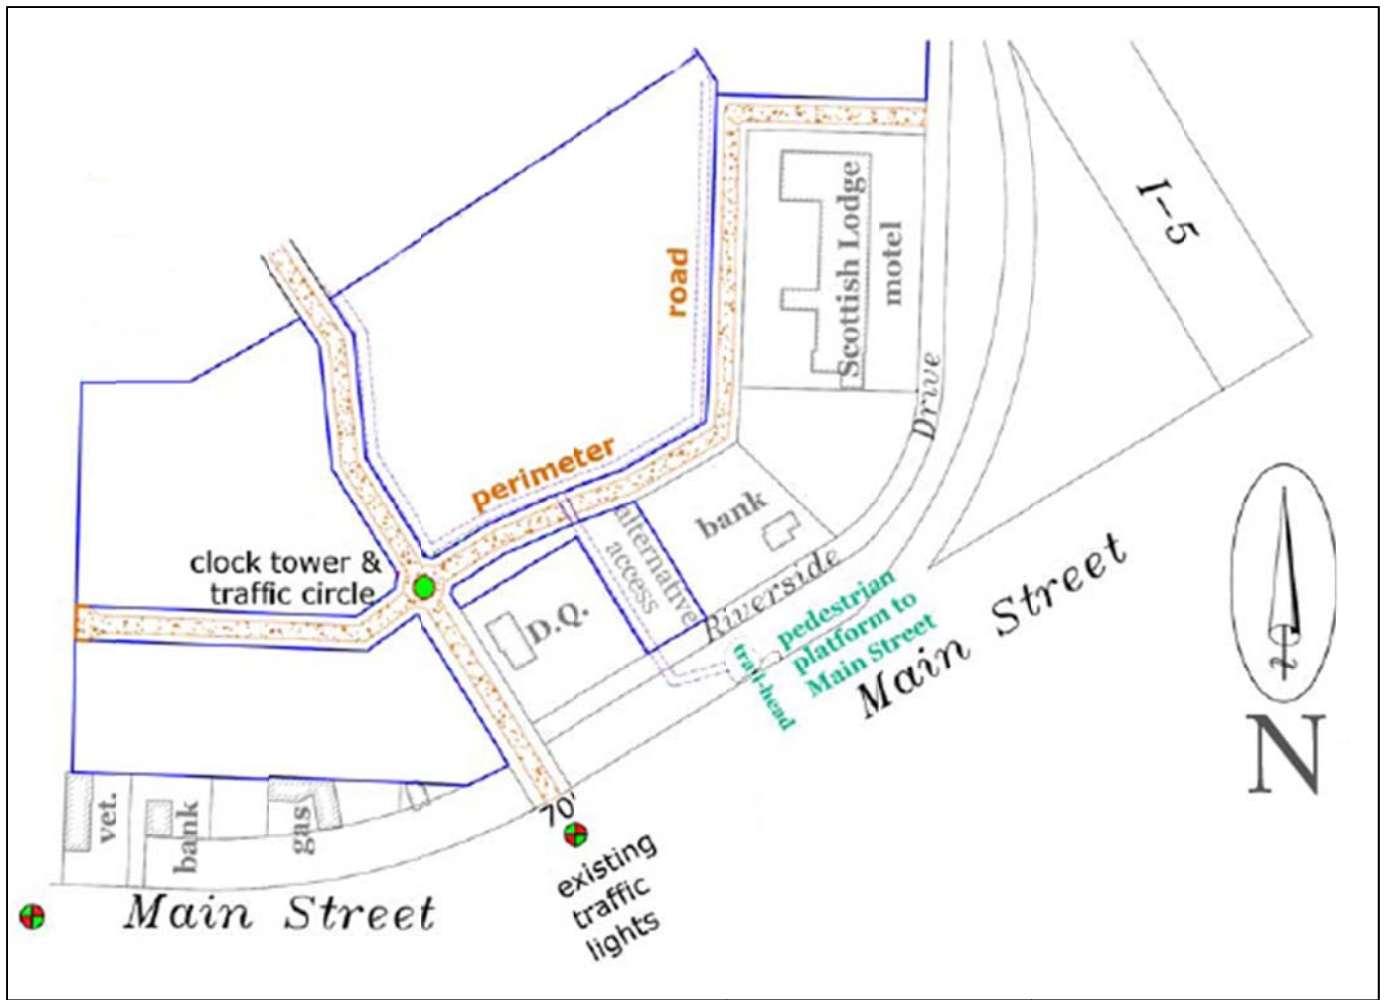 I-5
Scottish Lodge
motel
road
Drive
perimeter
bank
alternative
access
clock tower &
traffic circle
D.Q.
Riverside
pedestrian
platform to
Main Street
trail-head
Main Street
N
vet.
bank
gas
70'
existing
traffic
lights
Main Street